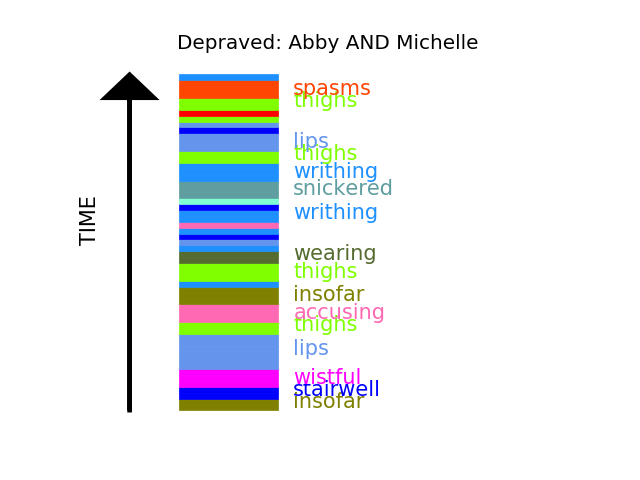 Depraved: Abby AND Michelle
spasms
thighs
lips
thighs
writhing
snickered
writhing
wearing
thighs
insofar
accusing
thighs
lips
wistful
stairwell
insofar
TIME